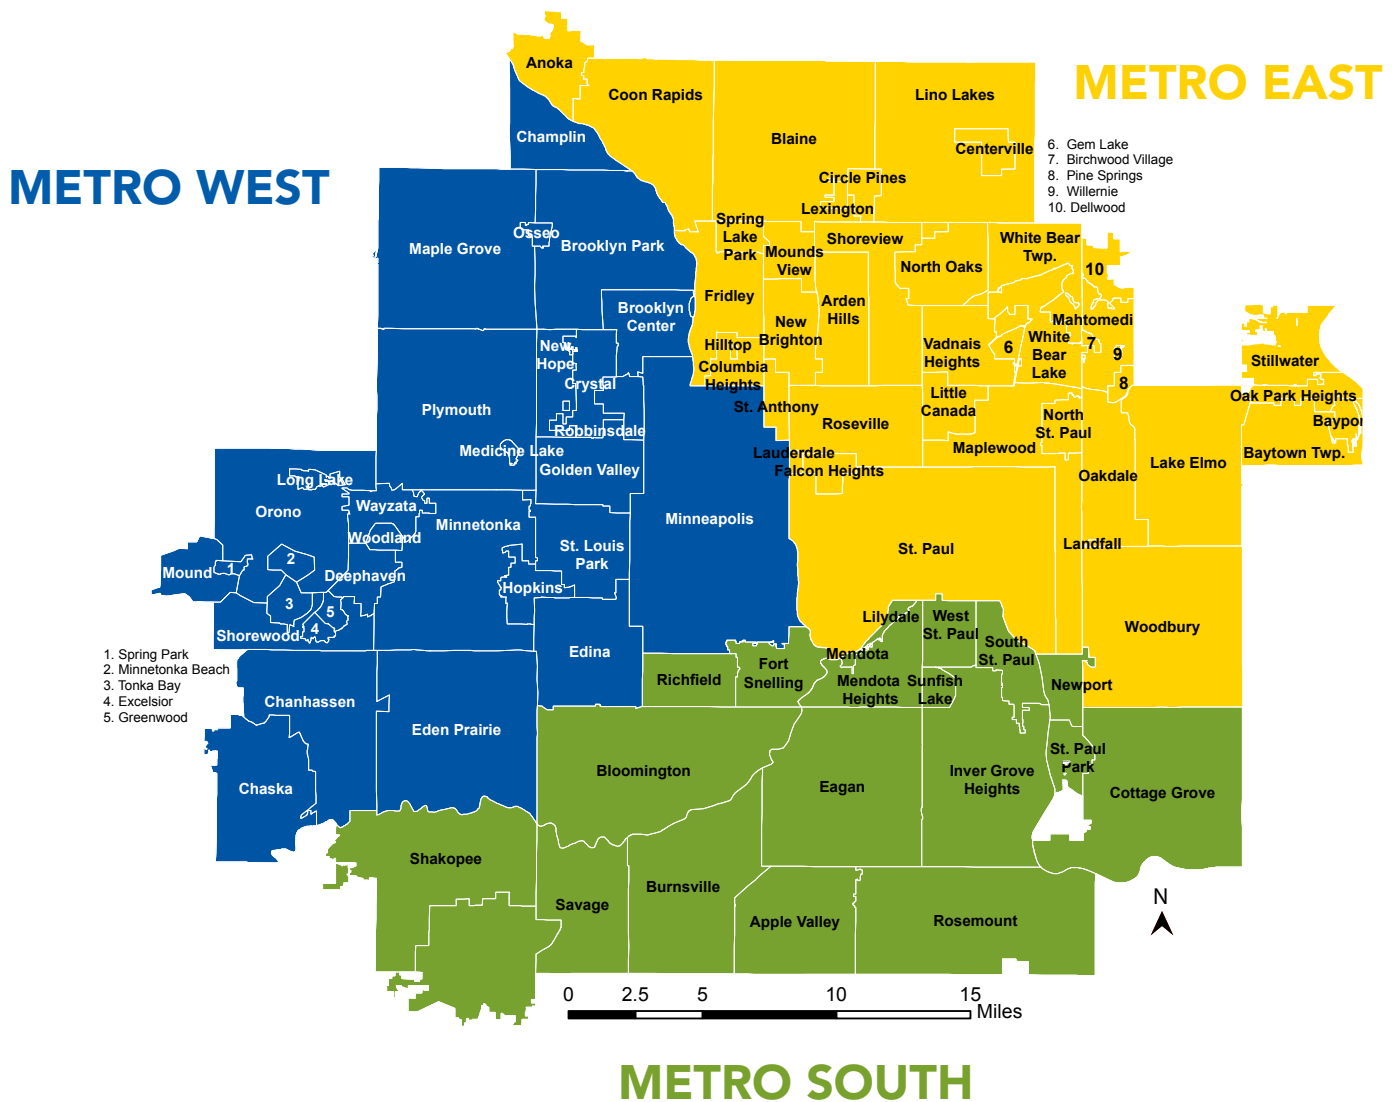 METRO EAST
METRO WEST
METRO SOUTH
Anoka
Coon Rapids
Lino Lakes
Blaine
Champlin
Centerville
6. Gem Lake
7. Birchwood Village
8. Pine Springs
9. Willernie
10. Dellwood
Circle Pines
Lexington
Spring
Lake
Park
Osseo
Maple Grove
Brooklyn Park
Mounds
View
Shoreview
North Oaks
White Bear
Twp.
10
Fridley
Arden
Hills
Brooklyn
Center
New
Brighton
Mahtomedi
White
Bear
Lake
6
7
9
8
Vadnais
Heights
Hilltop
Columbia
Heights
New
Hope
Crystal
Stillwater
Oak Park Heights
Baypor
Baytown Twp.
Plymouth
St. Anthony
Roseville
Little
Canada
North
St. Paul
Maplewood
Robbinsdale
Medicine Lake
Golden Valley
Lauderdale
Falcon Heights
Oakdale
Lake Elmo
Long Lake
Orono
Wayzata
Woodland
Minnetonka
Minneapolis
St. Louis
Park
St. Paul
Landfall
Mound
1
2
3
4
5
Deephaven
Hopkins
Shorewood
1. Spring Park
2. Minnetonka Beach
3. Tonka Bay
4. Excelsior
5. Greenwood
Edina
Lilydale
West
St. Paul
South
St. Paul
Woodbury
Mendota
Fort
Snelling
Richfield
Mendota
Heights
Sunfish
Lake
Newport
Chanhassen
Eden Prairie
Chaska
Bloomington
Eagan
Inver Grove
Heights
St. Paul
Park
Cottage Grove
Shakopee
Savage
Burnsville
Apple Valley
Rosemount
N
0 2.5 5 10 15
Miles